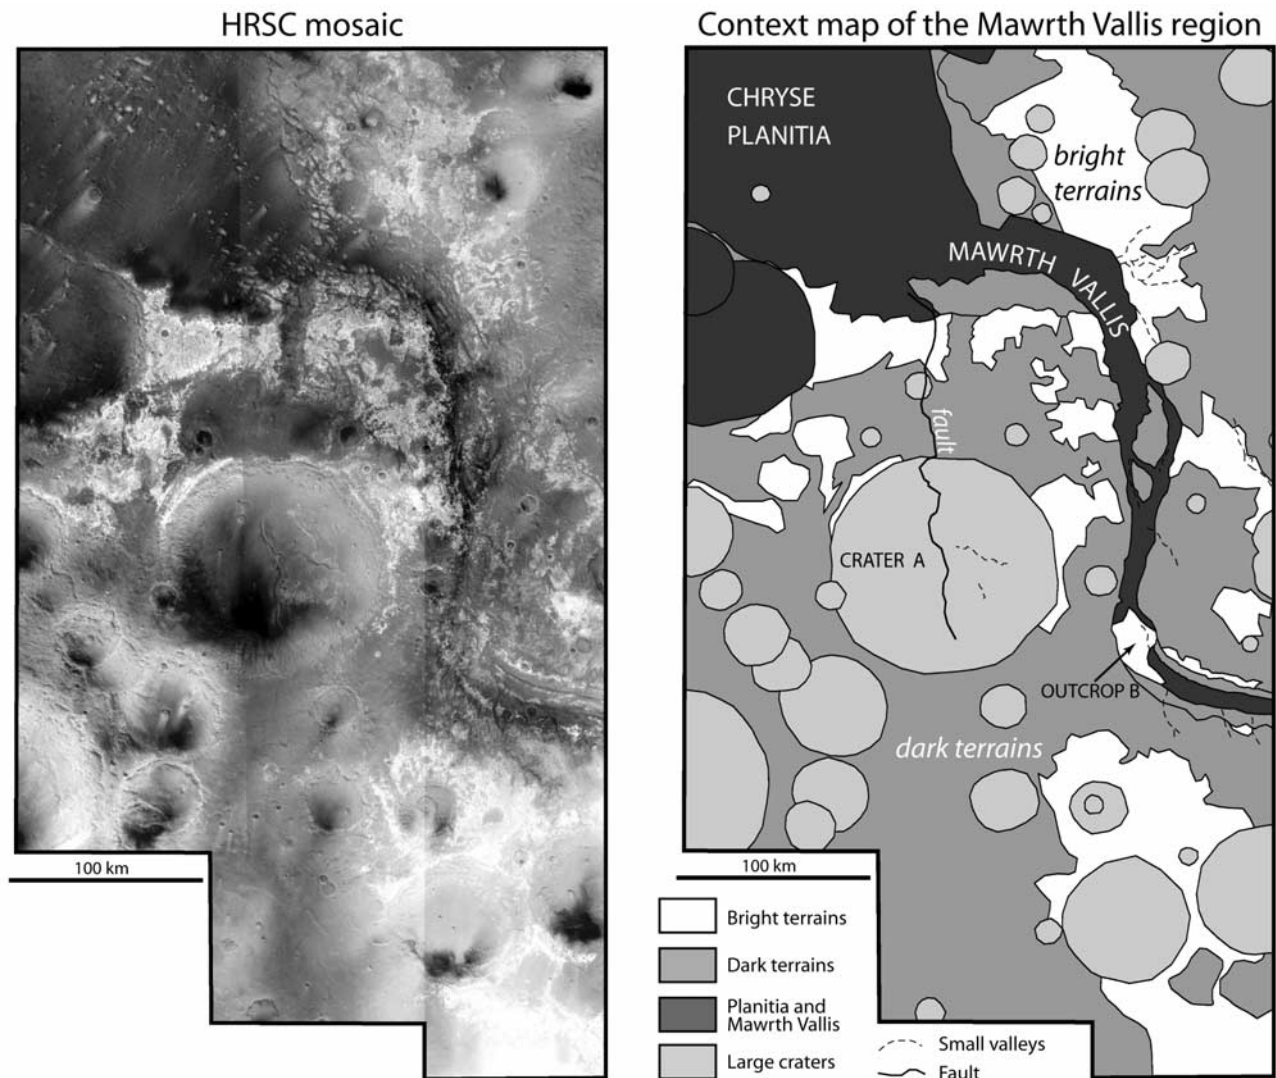 HRSC mosaic
Context map of the Mawrth Vallis region
CHRYSE
PLANITIA
bright
terrains
MAWRTH VALLIS
fault
CRATER A
OUTCROP B
dark terrains
100 km
100 km
Bright terrains
Dark terrains
Planitia and
Mawrth Vallis
Large craters
Small valleys
Fault